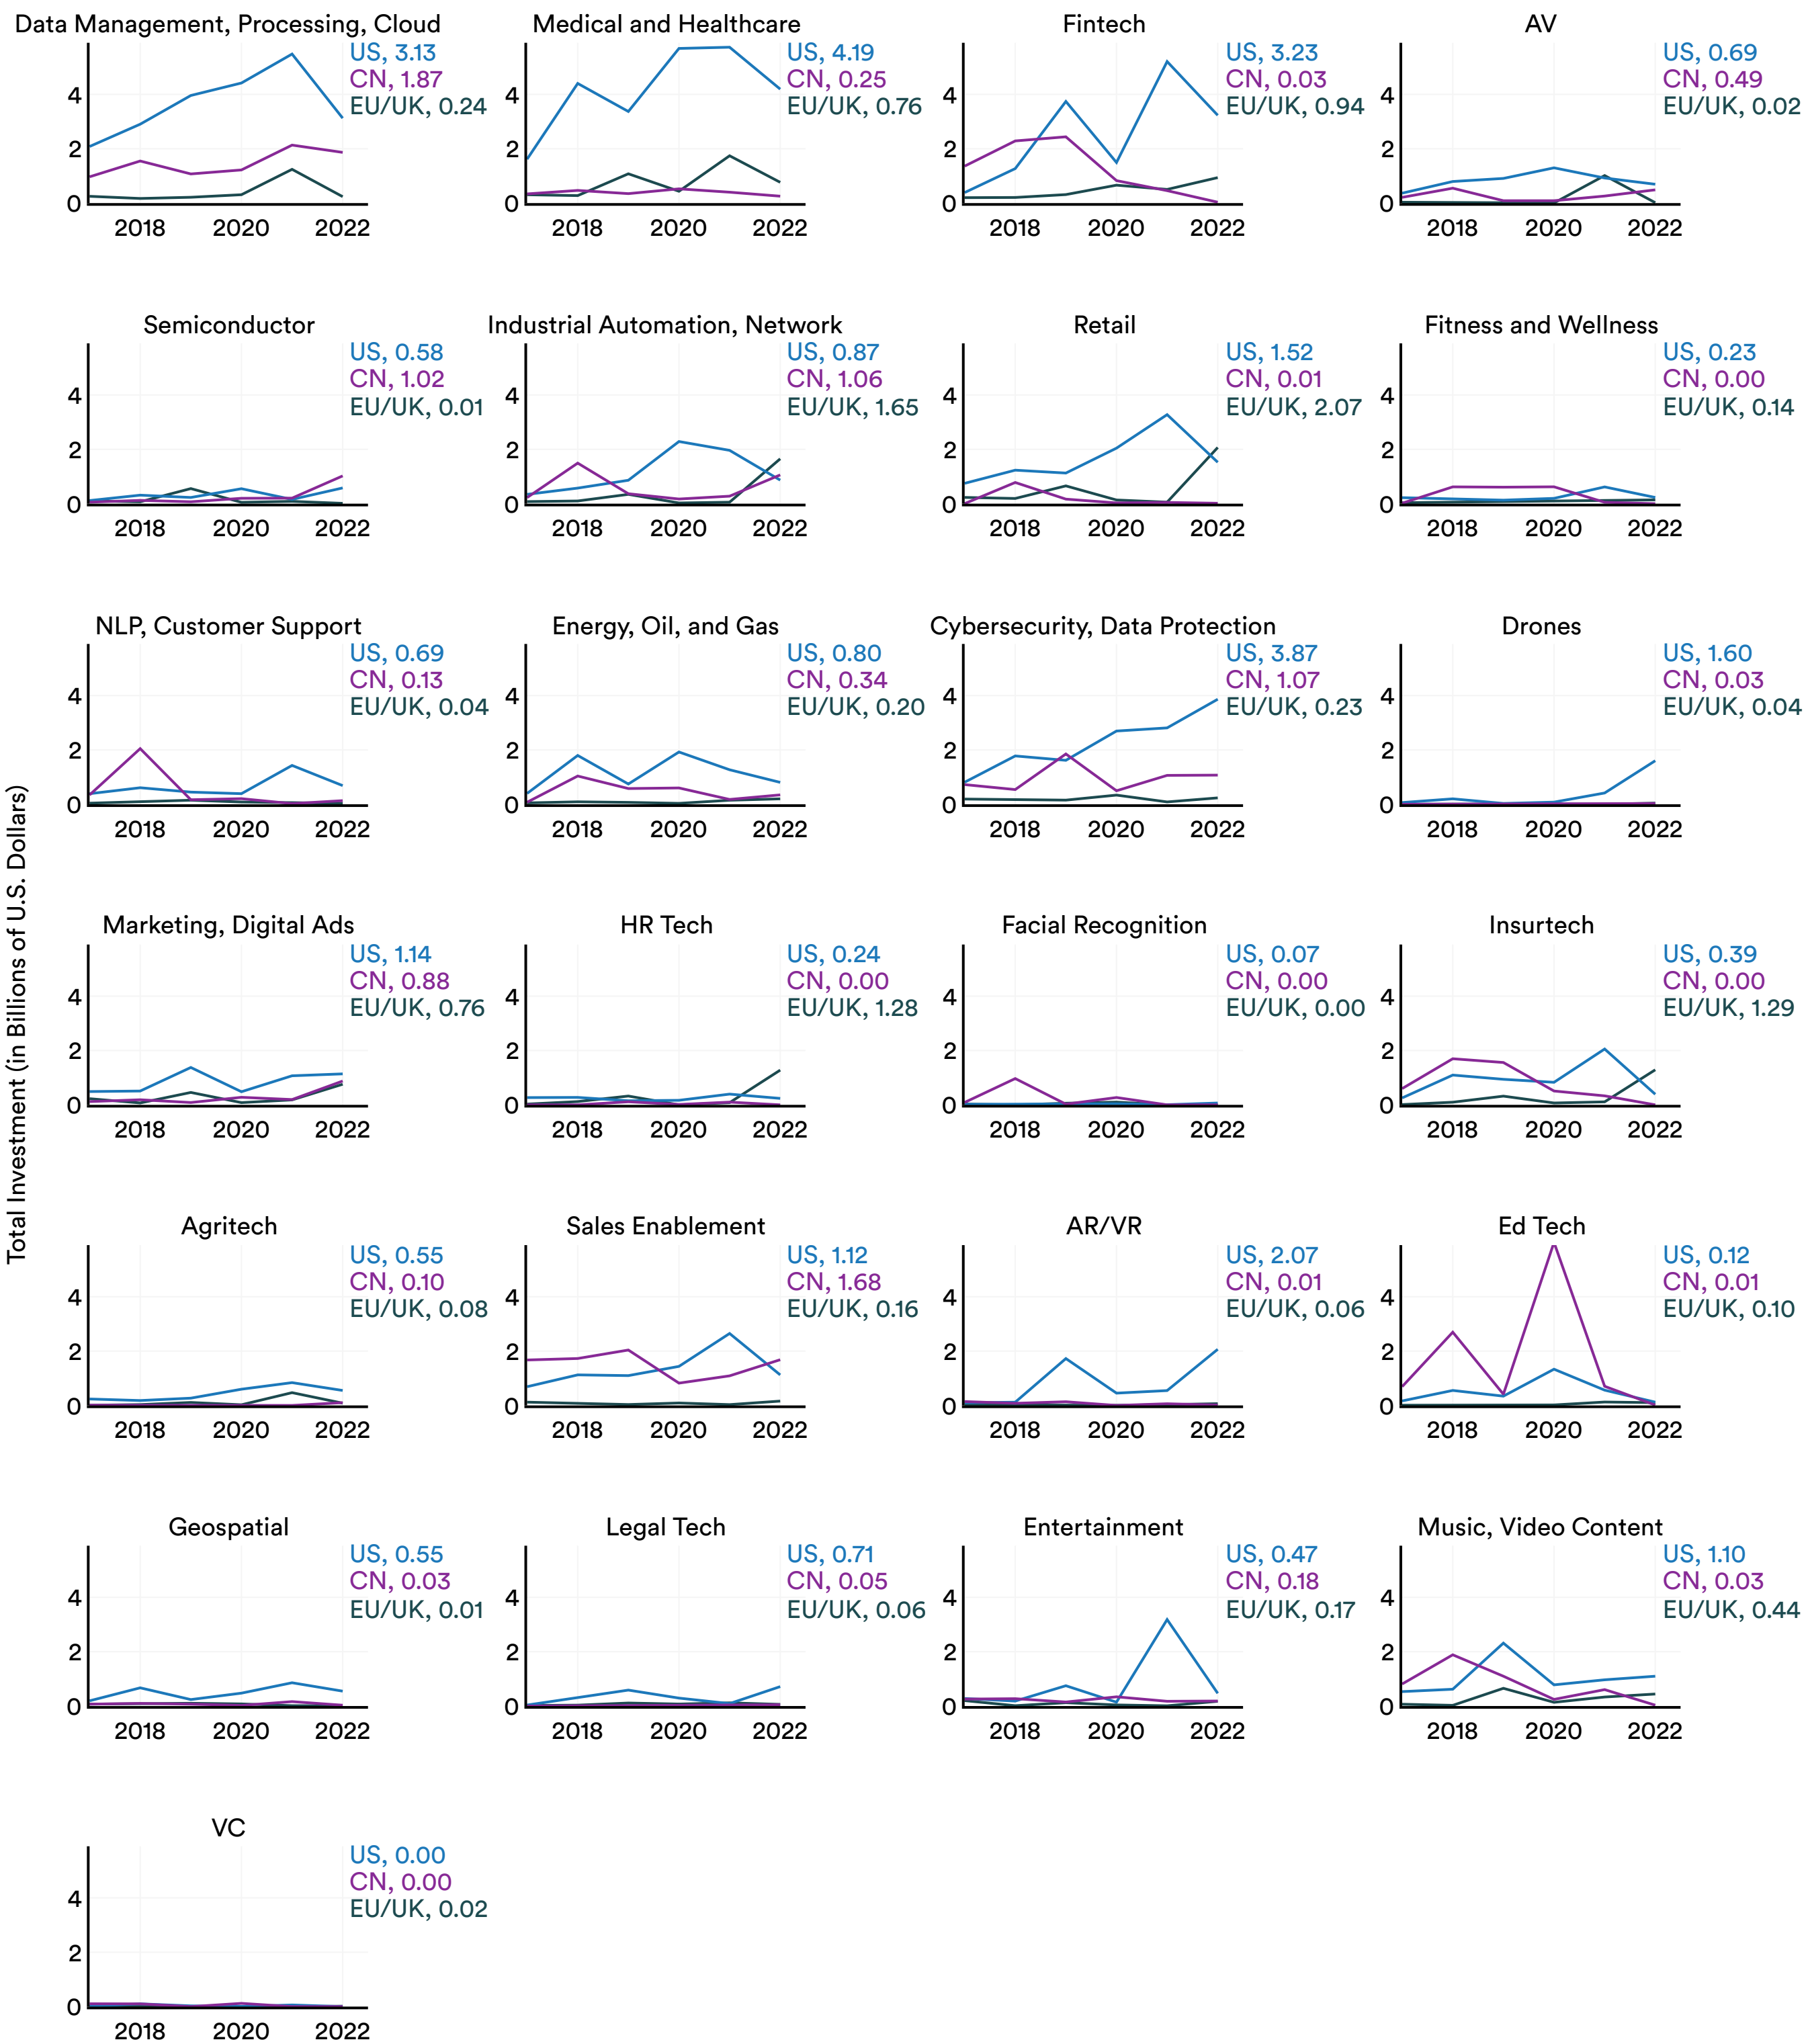 Total Investment (in Billions of U.S. Dollars)
Data Management, Processing, Cloud
US, 3.13
CN, 1.87
EU/UK, 0.24
4
2
0
2018 2020 2022
Medical and Healthcare
US, 4.19
CN, 0.25
EU/UK, 0.76
4
2
0
2018 2020 2022
Fintech
US, 3.23
CN, 0.03
EU/UK, 0.94
4
2
0
2018 2020 2022
AV
US, 0.69
CN, 0.49
EU/UK, 0.02
4
2
0
2018 2020 2022
Semiconductor
US, 0.58
CN, 1.02
EU/UK, 0.01
4
2
0
2018 2020 2022
Industrial Automation, Network
US, 0.87
CN, 1.06
EU/UK, 1.65
4
2
0
2018 2020 2022
Retail
US, 1.52
CN, 0.01
EU/UK, 2.07
4
2
0
2018 2020 2022
Fitness and Wellness
US, 0.23
CN, 0.00
EU/UK, 0.14
4
2
0
2018 2020 2022
NLP, Customer Support
US, 0.69
CN, 0.13
EU/UK, 0.04
4
2
0
2018 2020 2022
Energy, Oil, and Gas
US, 0.80
CN, 0.34
EU/UK, 0.20
4
2
0
2018 2020 2022
Cybersecurity, Data Protection
US, 3.87
CN, 1.07
EU/UK, 0.23
4
2
0
2018 2020 2022
Drones
US, 1.60
CN, 0.03
EU/UK, 0.04
4
2
0
2018 2020 2022
Marketing, Digital Ads
US, 1.14
CN, 0.88
EU/UK, 0.76
4
2
0
2018 2020 2022
HR Tech
US, 0.24
CN, 0.00
EU/UK, 1.28
4
2
0
2018 2020 2022
Facial Recognition
US, 0.07
CN, 0.00
EU/UK, 0.00
4
2
0
2018 2020 2022
Insurtech
US, 0.39
CN, 0.00
EU/UK, 1.29
4
2
0
2018 2020 2022
Agritech
US, 0.55
CN, 0.10
EU/UK, 0.08
4
2
0
2018 2020 2022
Sales Enablement
US, 1.12
CN, 1.68
EU/UK, 0.16
4
2
0
2018 2020 2022
AR/VR
US, 2.07
CN, 0.01
EU/UK, 0.06
4
2
0
2018 2020 2022
Ed Tech
US, 0.12
CN, 0.01
EU/UK, 0.10
4
2
0
2018 2020 2022
Geospatial
US, 0.55
CN, 0.03
EU/UK, 0.01
4
2
0
2018 2020 2022
Legal Tech
US, 0.71
CN, 0.05
EU/UK, 0.06
4
2
0
2018 2020 2022
Entertainment
US, 0.47
CN, 0.18
EU/UK, 0.17
4
2
0
2018 2020 2022
Music, Video Content
US, 1.10
CN, 0.03
EU/UK, 0.44
4
2
0
2018 2020 2022
VC
US, 0.00
CN, 0.00
EU/UK, 0.02
4
2
0
2018 2020 2022